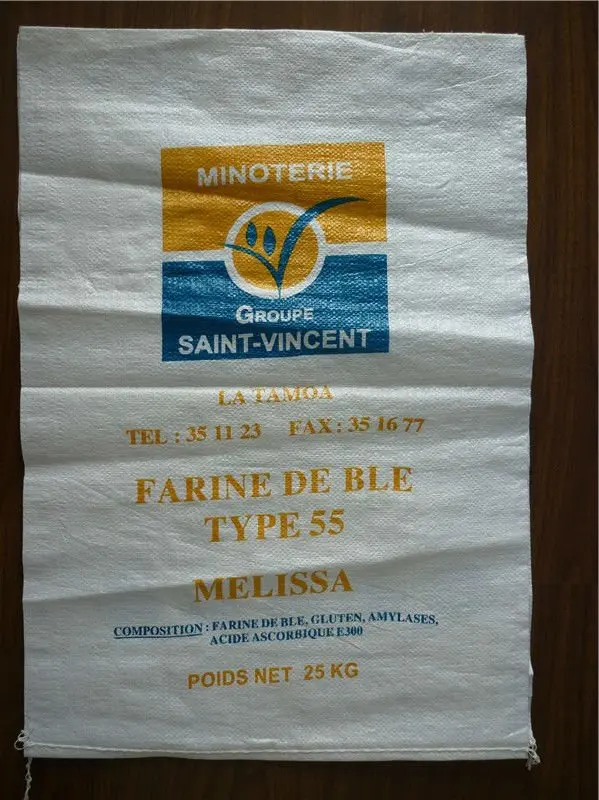 MINOTERIE
GROUPE
SAINT-VINCENT
LA TAMOA
TEL : 35 11 23 FAX : 35 16 77
FARINE DE BLE
TYPE 55
MELISSA
COMPOSITION : FARINE DE BLE, GLUTEN, AMYLASES,
ACIDE ASCORBIQUE E300
POIDS NET 25 KG